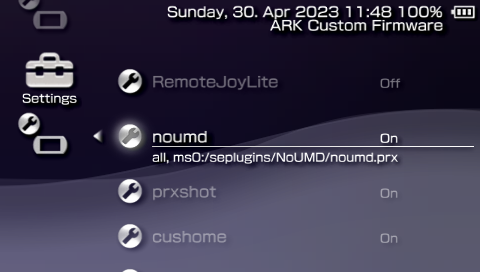 Sunday, 30. Apr 2023 11:48 100%
ARK Custom Firmware
Settings
RemoteJoyLite Off
noumd On
all, ms0:/seplugins/NoUMD/noumd.prx
prxshot On
cushome On